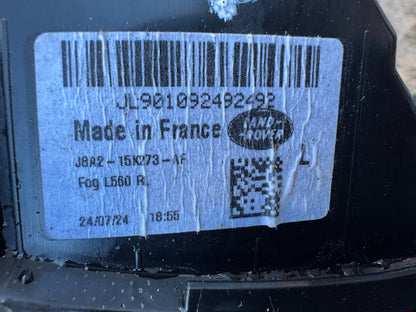 JL901092492492
Made in France
LAND-
ROVER
J8A2-15K273-AF
L
Fog L560 R
24/07/24 18:55